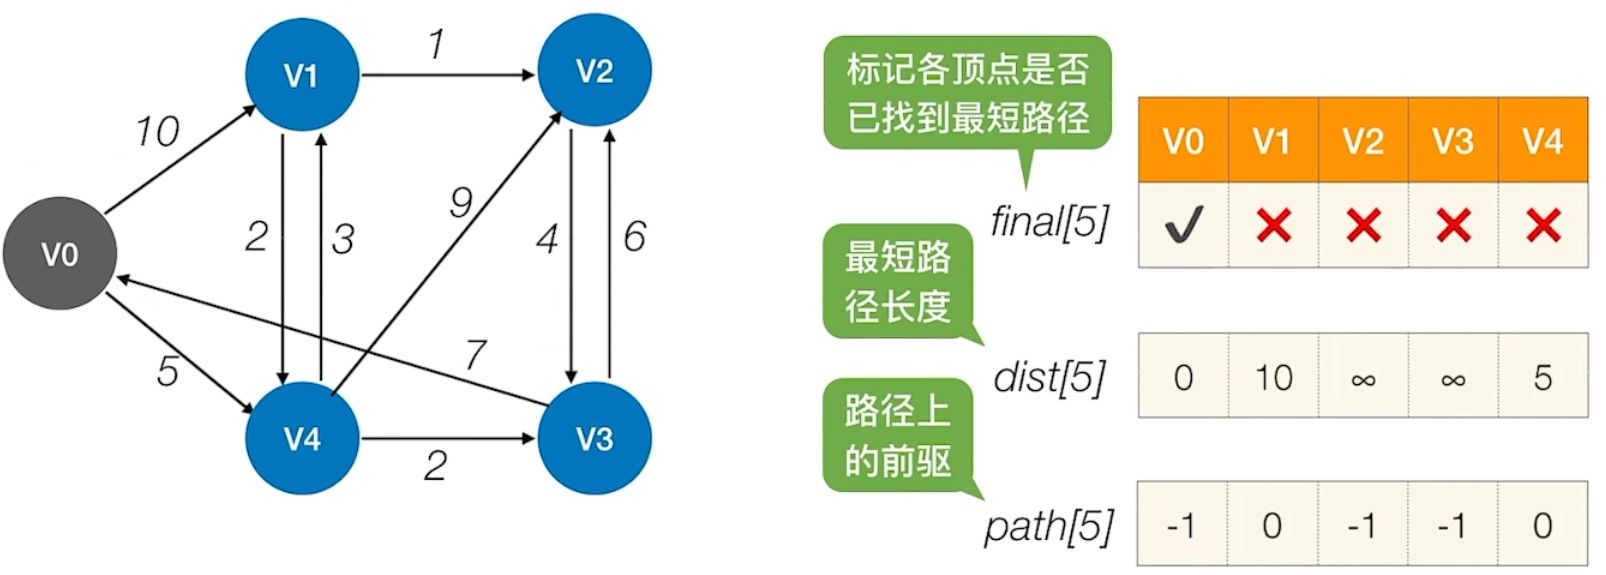 V1
1
V2
10
9
2
3
4
6
V0
5
7
V4
2
V3
标记各顶点是否
已找到最短路径
V0 V1 V2 V3 V4
final[5]
✓ ✕ ✕ ✕ ✕
最短路
径长度
dist[5]
0 10 ∞ ∞ 5
路径上
的前驱
path[5]
-1 0 -1 -1 0